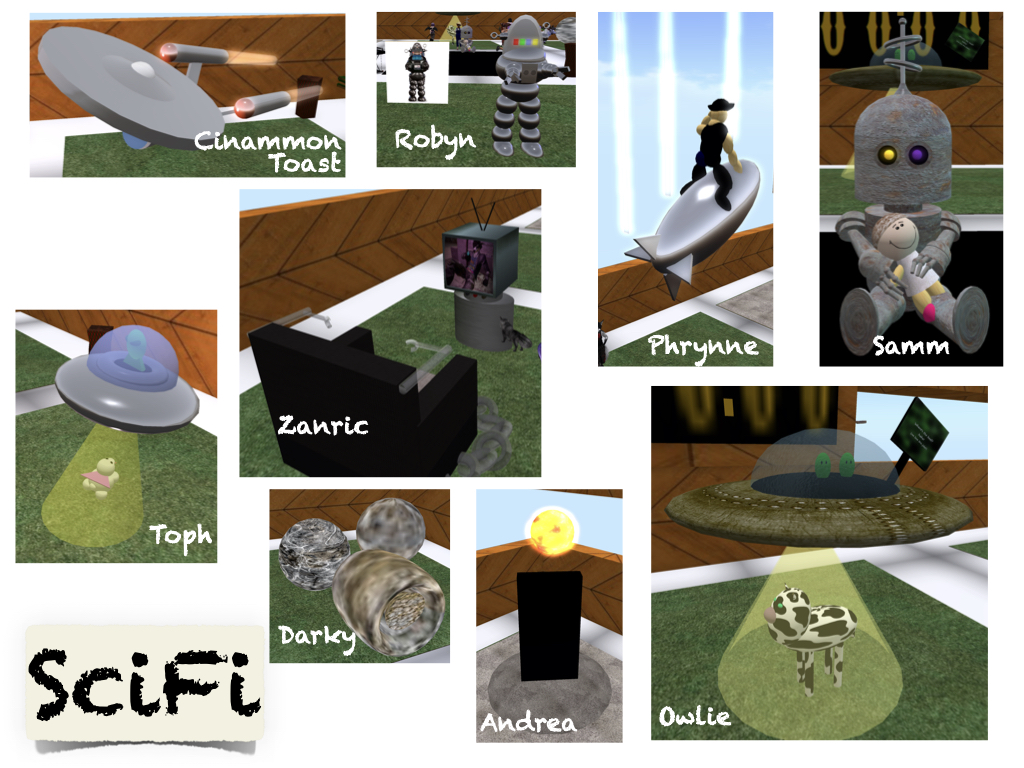 Cinammon
Toast
Robyn
Phrynne
Samm
Zanric
Toph
Darky
Andrea
Owlie
SciFi